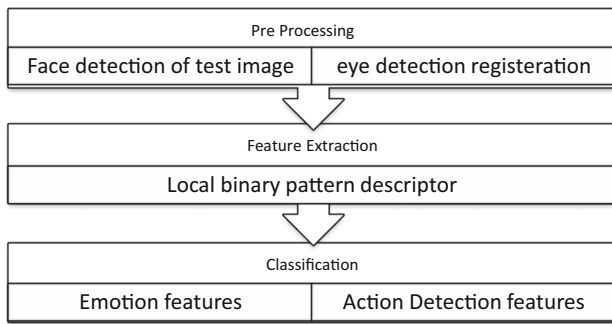 Pre Processing
Face detection of test image
eye detection registeration
Feature Extraction
Local binary pattern descriptor
Classification
Emotion features
Action Detection features